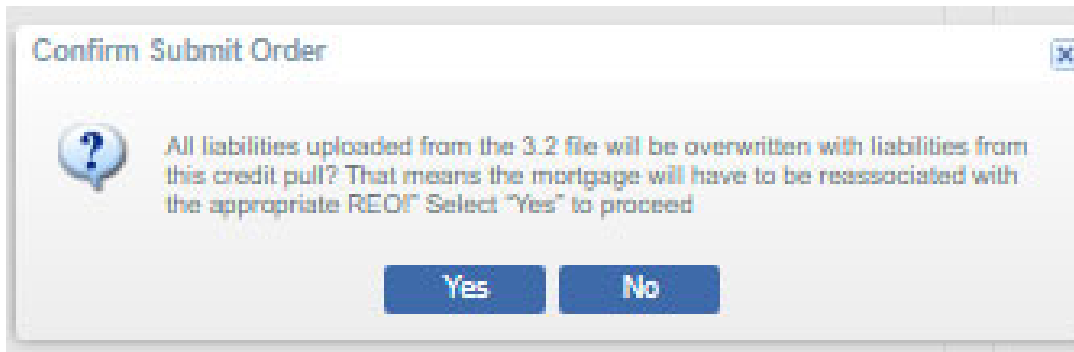 Confirm Submit Order
All liabilities uploaded from the 3.2 file will be overwritten with liabilities from
this credit pull? That means the mortgage will have to be reassociated with
the appropriate REO!" Select "Yes" to proceed
Yes No